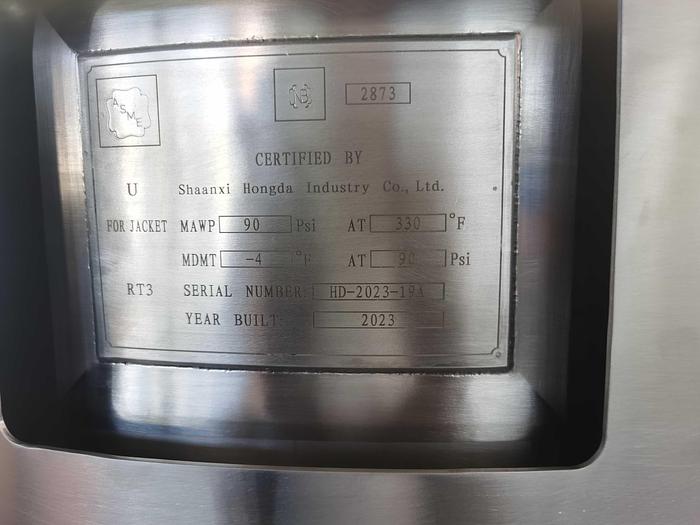 ASME NB 2873
CERTIFIED BY
U Shaanxi Hongda Industry Co., Ltd.
FOR JACKET MAWP 90 Psi AT 330 °F
MDMT -4 °F AT 90 Psi
RT3 SERIAL NUMBER: HD-2023-19A
YEAR BUILT: 2023